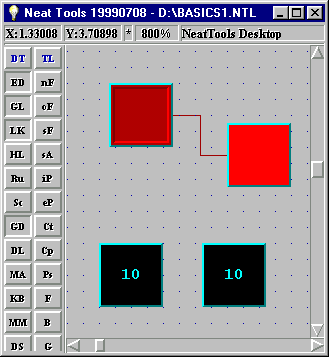 Neat Tools 19990708 - D:\BASICS1.NTL
X:1.33008 Y:3.70898 * 800% NeatTools Desktop
DT TL
ED nF
GL oF
LK sF
HL sA
Ru iP
Sc eP
GD Ct
DL Cp
MA Ps
KB F
MM B
DS G
10 10